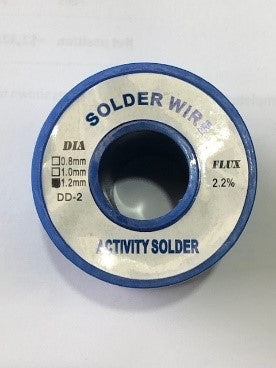 SOLDER WIRE
DIA
0.8mm
1.0mm
1.2mm
DD-2
FLUX
2.2%
ACTIVITY SOLDER